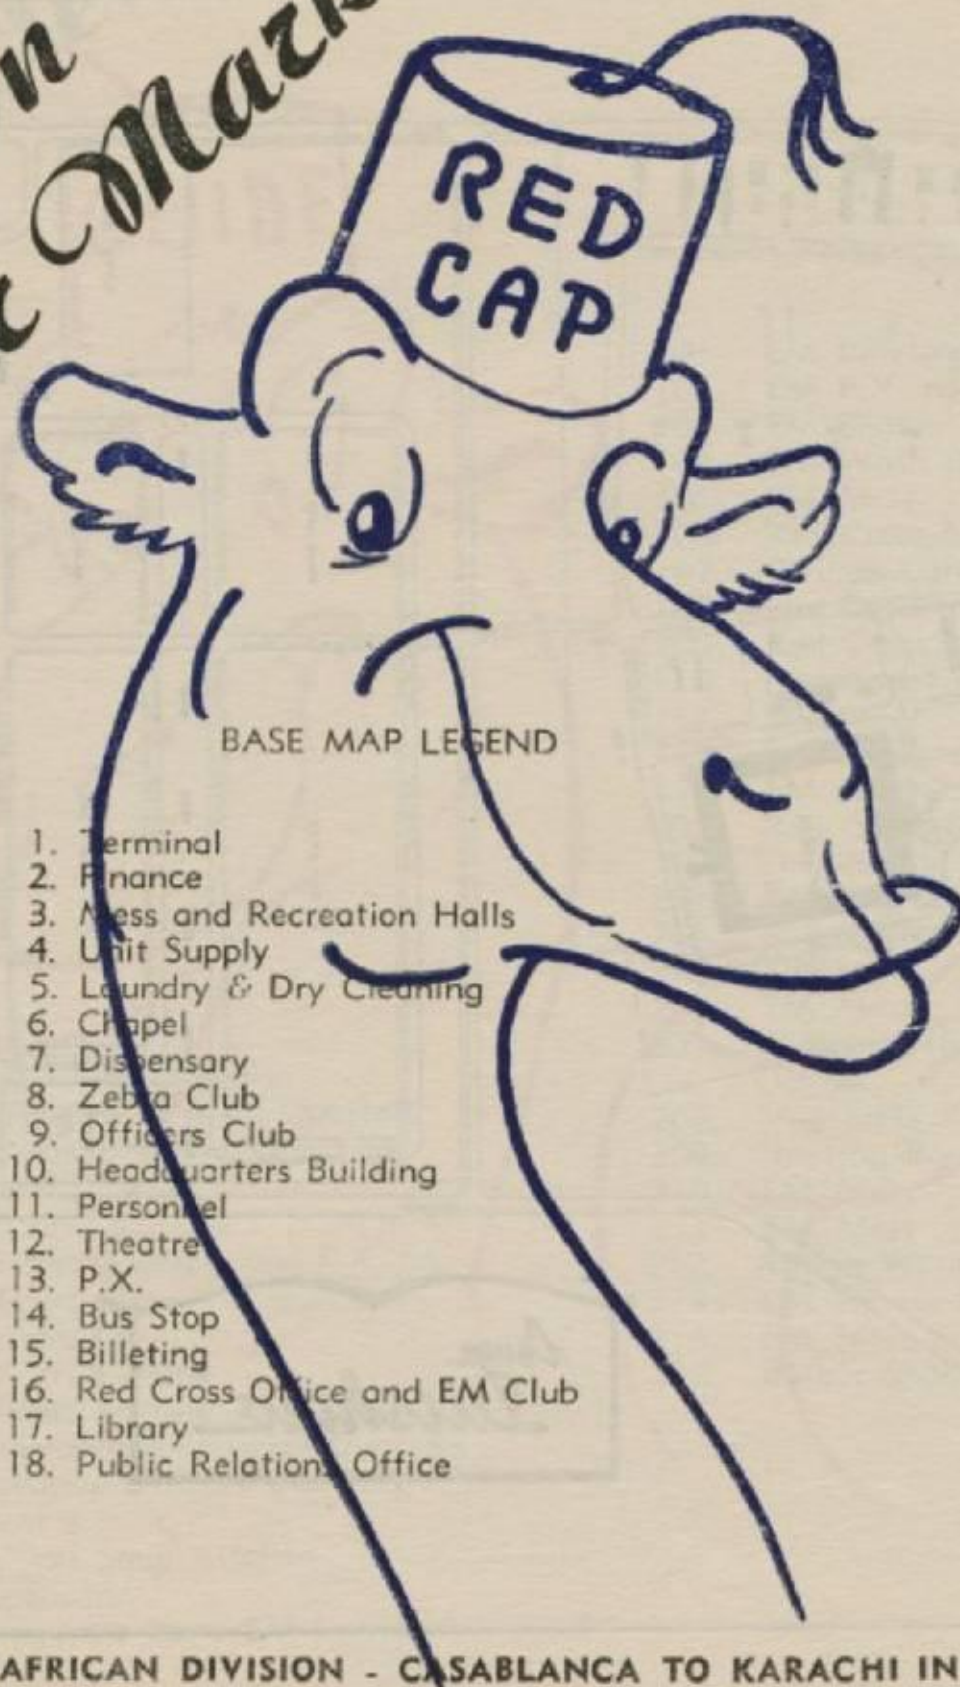 n
Mark
RED
CAP
BASE MAP LEGEND
1. Terminal
2. Finance
3. Mess and Recreation Halls
4. Unit Supply
5. Laundry & Dry Cleaning
6. Chapel
7. Dispensary
8. Zebra Club
9. Officers Club
10. Headquarters Building
11. Personnel
12. Theatre
13. P.X.
14. Bus Stop
15. Billeting
16. Red Cross Office and EM Club
17. Library
18. Public Relations Office
AFRICAN DIVISION - CASABLANCA TO KARACHI IN